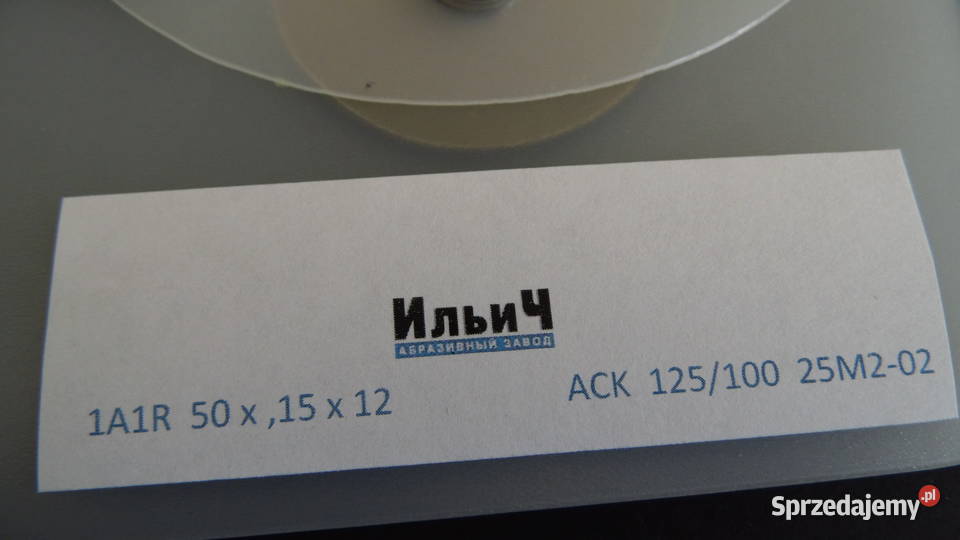 ИльиЧ
АБРАЗИВНЫЙ ЗАВОД
1A1R 50 x ,15 x 12
ACK 125/100 25M2-02
Sprzedajemy.pl